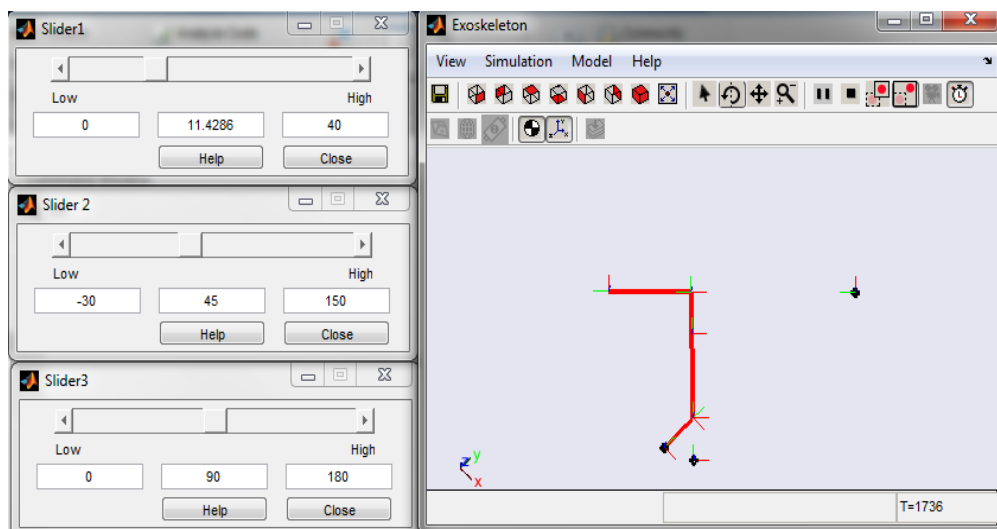 Slider1
Low High
0 11.4286 40
Help Close
Slider 2
Low High
-30 45 150
Help Close
Slider3
Low High
0 90 180
Help Close
Exoskeleton
View Simulation Model Help
z y
x
T=1736